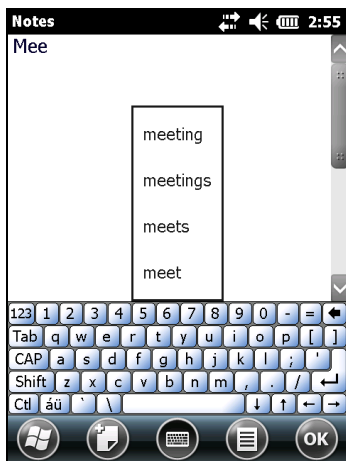 Notes 2:55
Mee
meeting
meetings
meets
meet
123 1 2 3 4 5 6 7 8 9 0 - =
Tab q w e r t y u i o p [ ]
CAP a s d f g h j k l ; '
Shift z x c v b n m , . /
Ctl áü ` \
OK